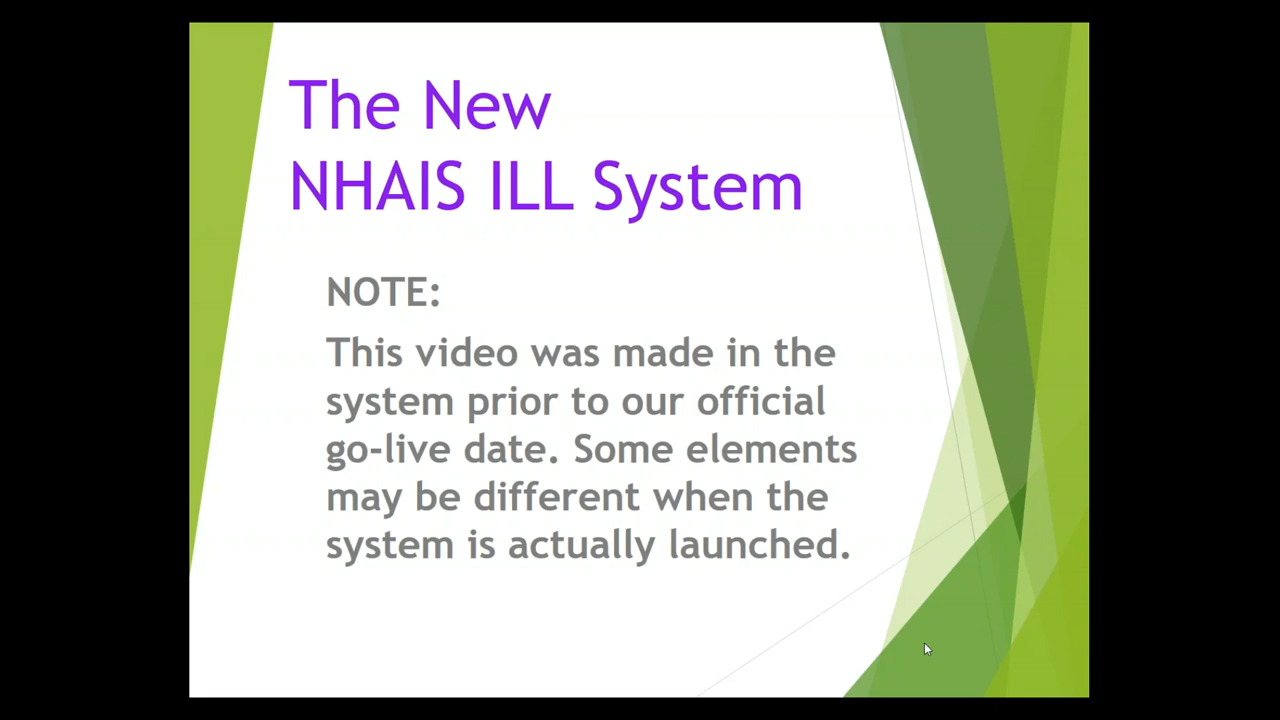 The New
NHAIS ILL System
NOTE:
This video was made in the
system prior to our official
go-live date. Some elements
may be different when the
system is actually launched.